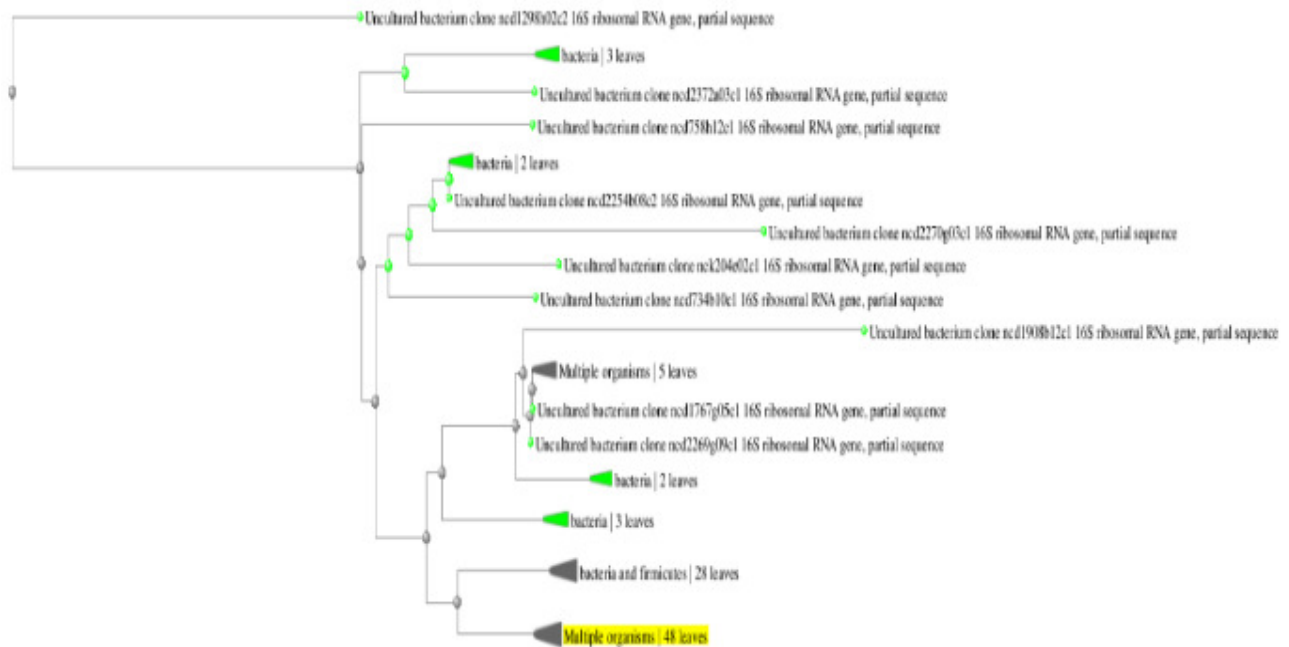 Uncultured bacterium clone ncd1298h02c2 16S ribosomal RNA gene, partial sequence
bacteria | 3 leaves
Uncultured bacterium clone ncd2372a03c1 16S ribosomal RNA gene, partial sequence
Uncultured bacterium clone ncd758h12c1 16S ribosomal RNA gene, partial sequence
bacteria | 2 leaves
Uncultured bacterium clone ncd2254b08c2 16S ribosomal RNA gene, partial sequence
Uncultured bacterium clone ncd2270g03c1 16S ribosomal RNA gene, partial sequence
Uncultured bacterium clone nck204e02c1 16S ribosomal RNA gene, partial sequence
Uncultured bacterium clone ncd734b10c1 16S ribosomal RNA gene, partial sequence
Uncultured bacterium clone ncd1908h12c1 16S ribosomal RNA gene, partial sequence
Multiple organisms | 5 leaves
Uncultured bacterium clone ncd1767g05c1 16S ribosomal RNA gene, partial sequence
Uncultured bacterium clone ncd2269g09c1 16S ribosomal RNA gene, partial sequence
bacteria | 2 leaves
bacteria | 3 leaves
bacteria and firmicutes | 28 leaves
Multiple organisms | 48 leaves